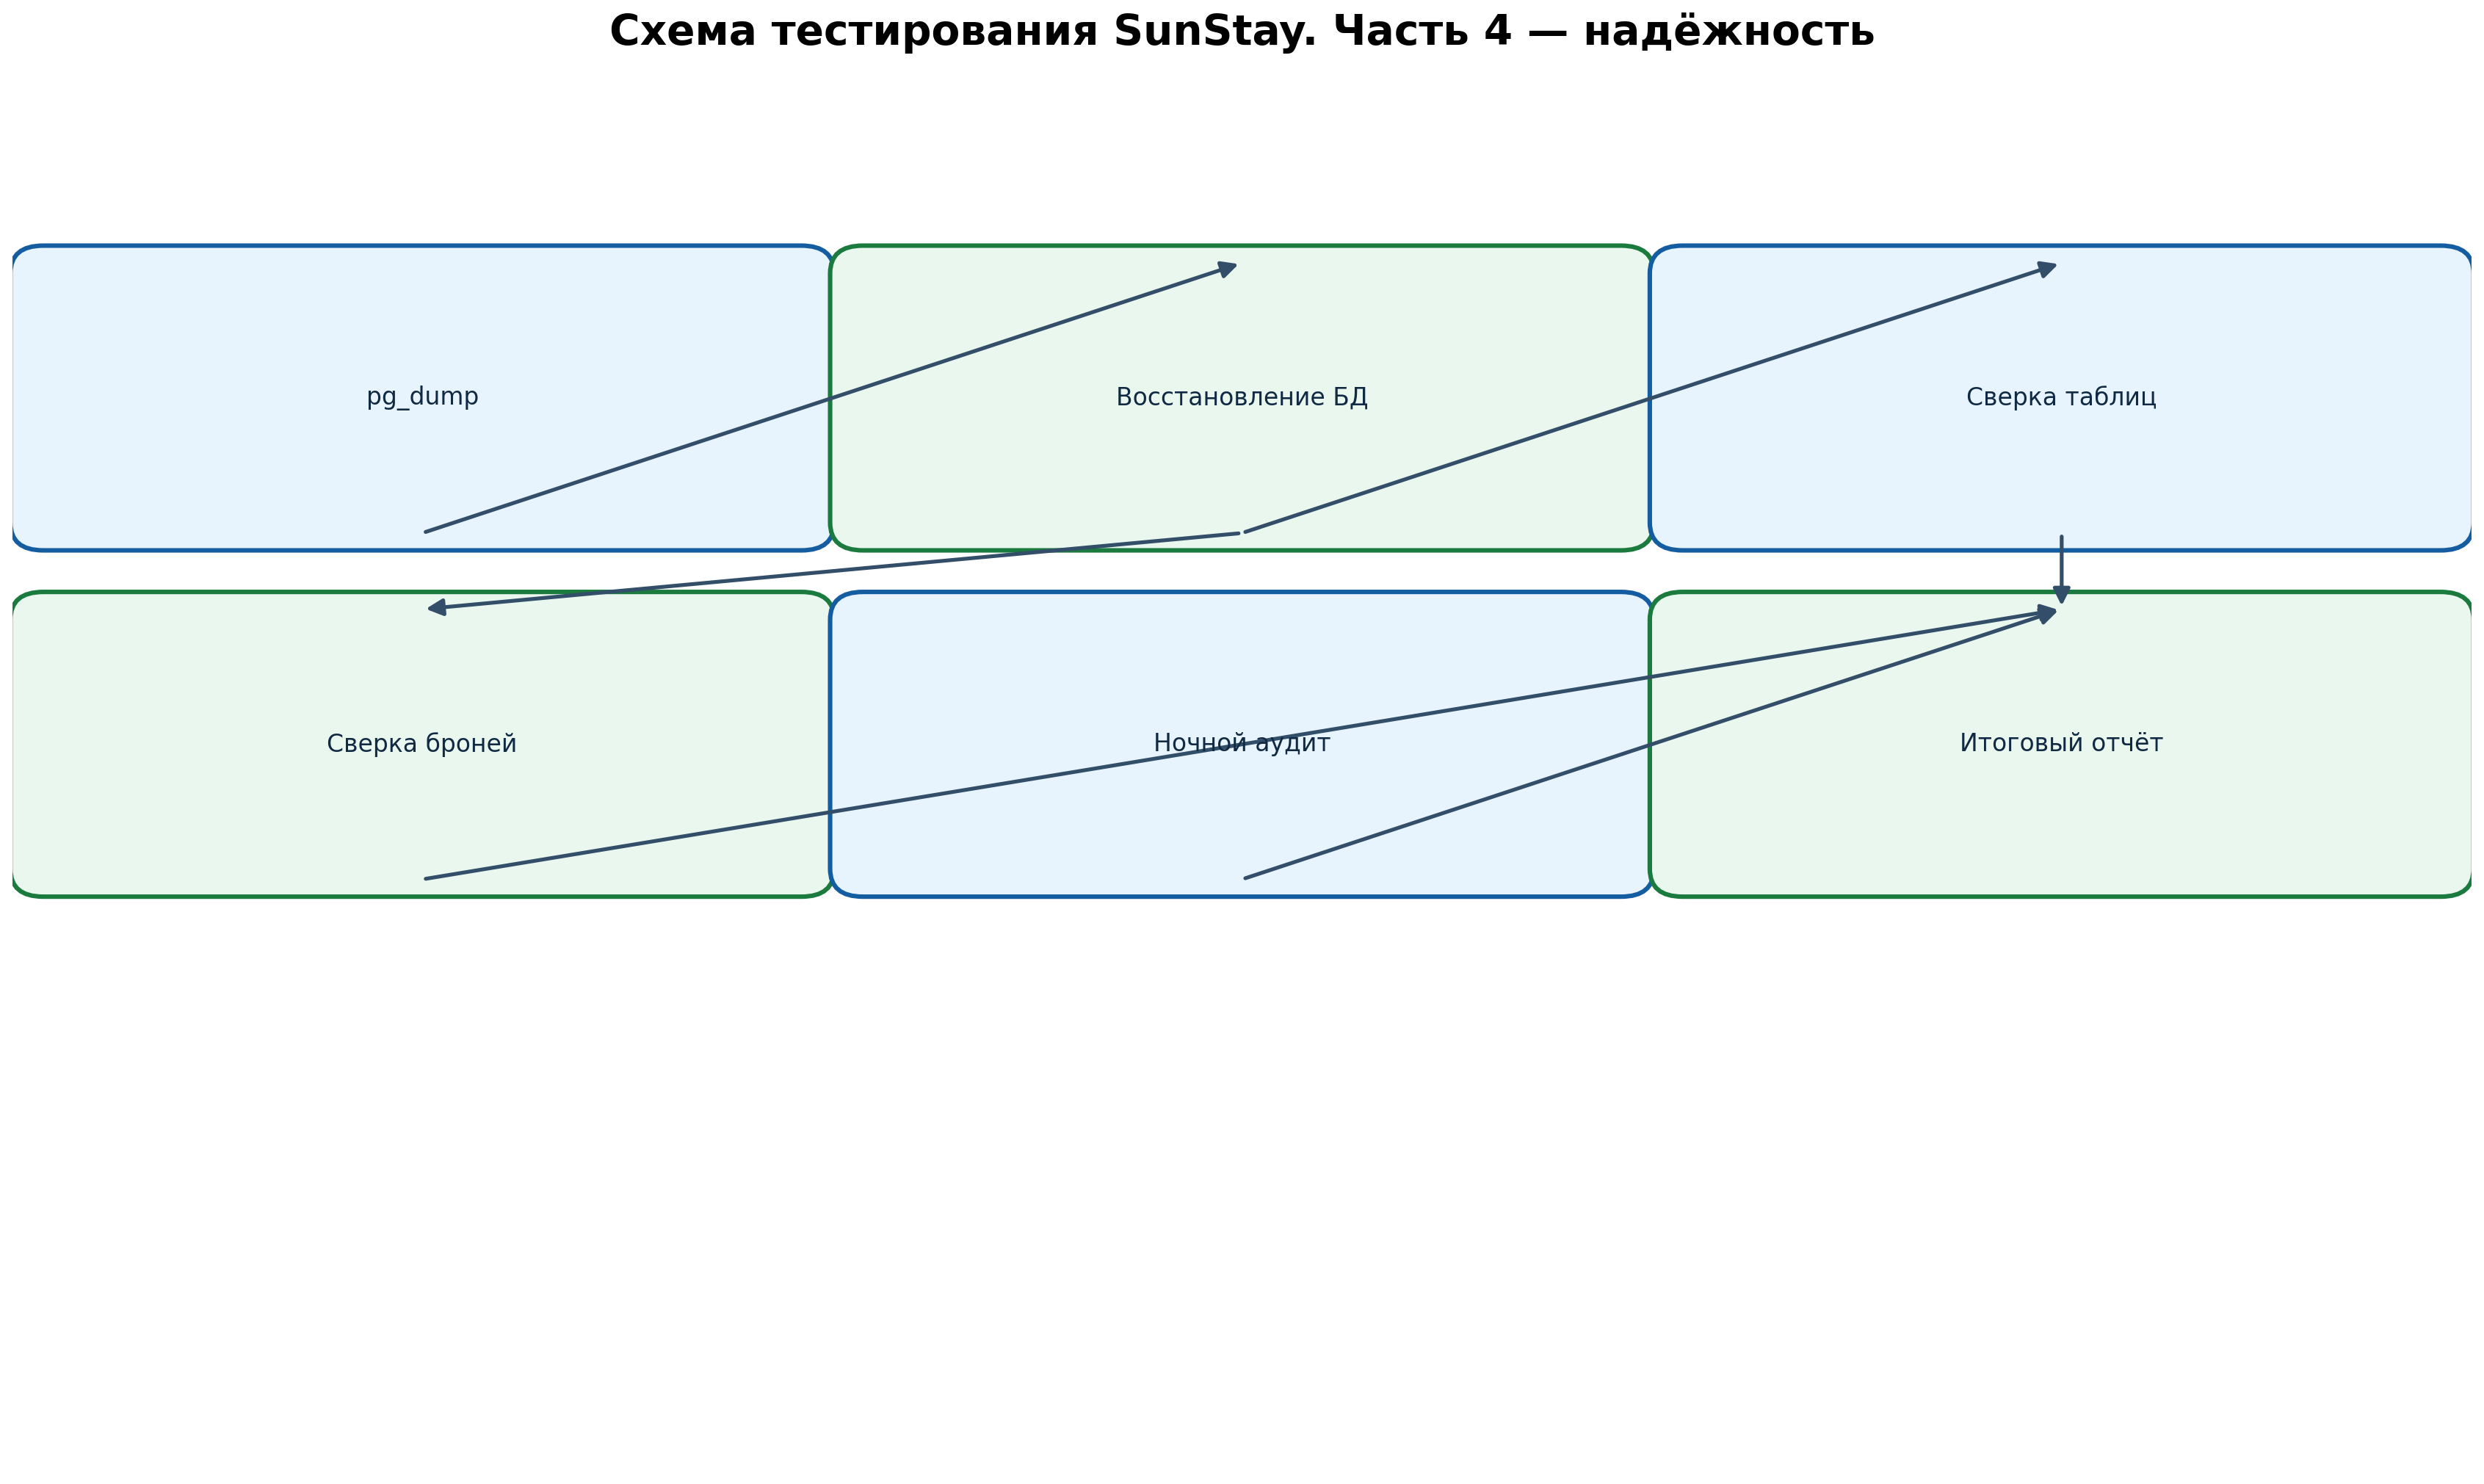 Схема тестирования SunStay. Часть 4 — надёжность
pg_dump
Восстановление БД
Сверка таблиц
Сверка броней
Ночной аудит
Итоговый отчёт